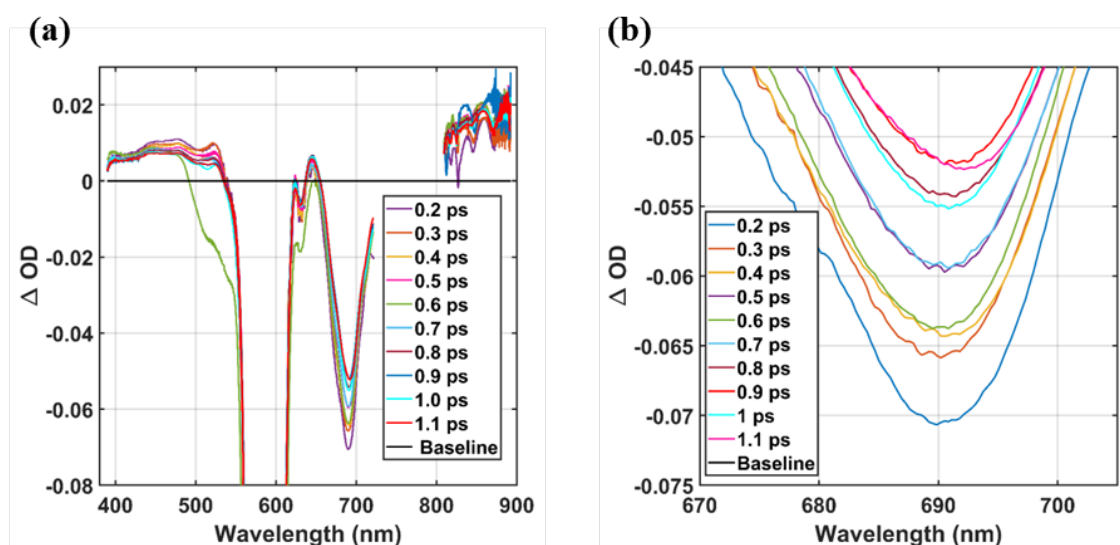 (a)
Δ OD
0.02
0
-0.02
-0.04
-0.06
-0.08
400
500
600
700
800
900
Wavelength (nm)
0.2 ps
0.3 ps
0.4 ps
0.5 ps
0.6 ps
0.7 ps
0.8 ps
0.9 ps
1.0 ps
1.1 ps
Baseline
(b)
Δ OD
-0.045
-0.05
-0.055
-0.06
-0.065
-0.07
-0.075
670
680
690
700
Wavelength (nm)
0.2 ps
0.3 ps
0.4 ps
0.5 ps
0.6 ps
0.7 ps
0.8 ps
0.9 ps
1 ps
1.1 ps
Baseline